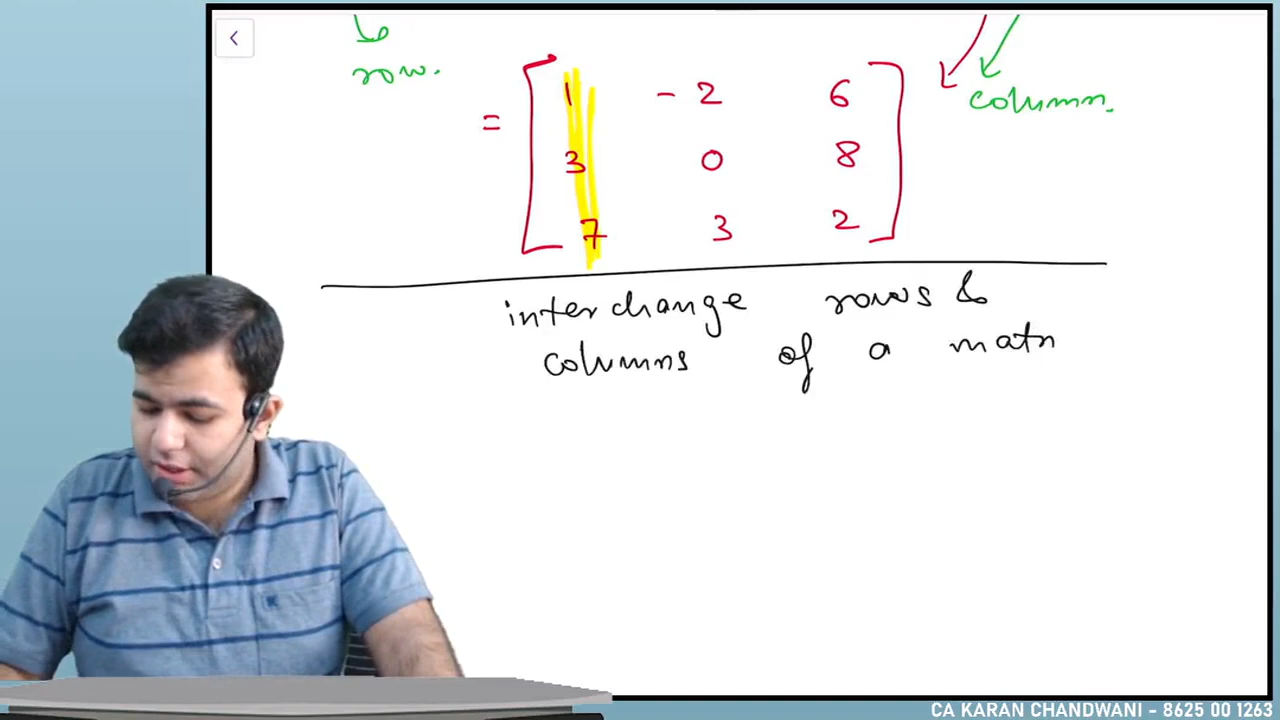 row.
column.
= [ 1 - 2 6
3 0 8
7 3 2 ]
interchange rows &
columns of a matr
CA KARAN CHANDWANI - 8625 00 1263